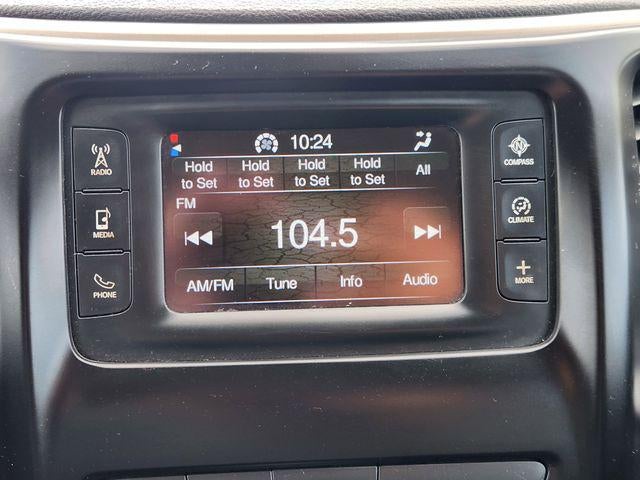 10:24
Hold to Set
Hold to Set
Hold to Set
Hold to Set
All
FM
104.5
AM/FM
Tune
Info
Audio
RADIO
MEDIA
PHONE
COMPASS
CLIMATE
MORE